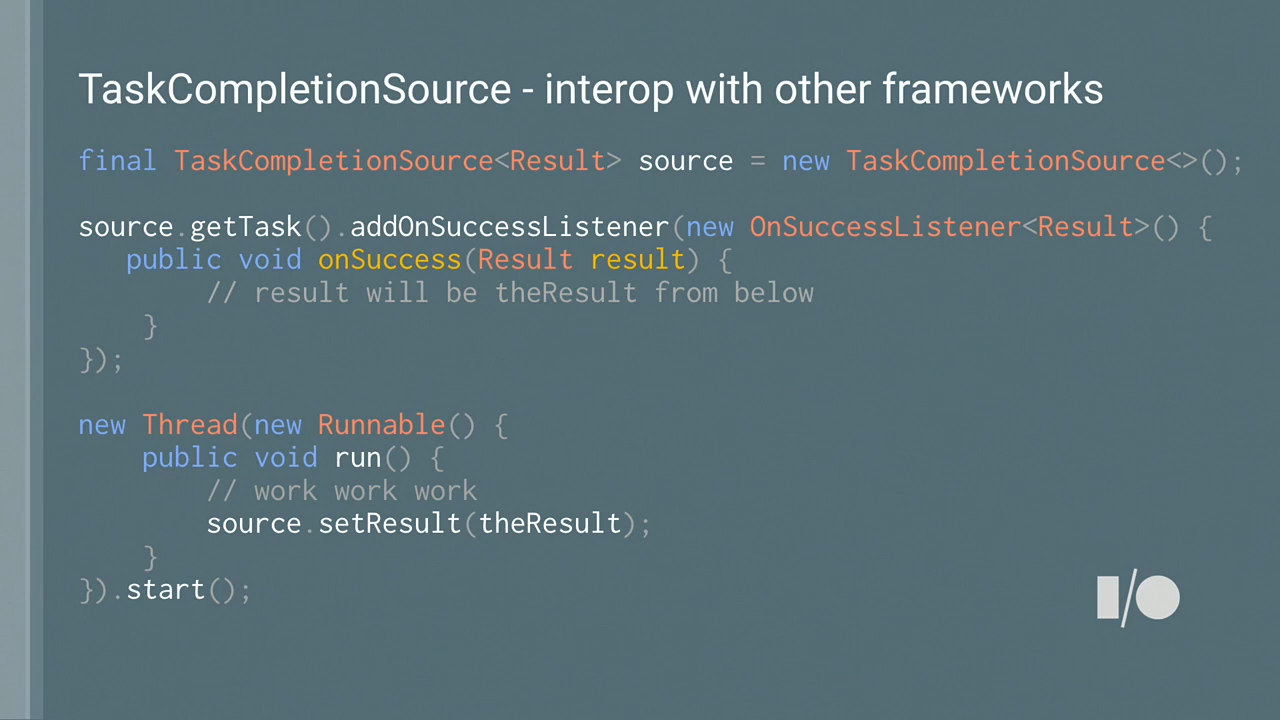 TaskCompletionSource - interop with other frameworks
final TaskCompletionSource<Result> source = new TaskCompletionSource<>();
source.getTask().addOnSuccessListener(new OnSuccessListener<Result>() {
public void onSuccess(Result result) {
// result will be theResult from below
}
});
new Thread(new Runnable() {
public void run() {
// work work work
source.setResult(theResult);
}
}).start();
I/O